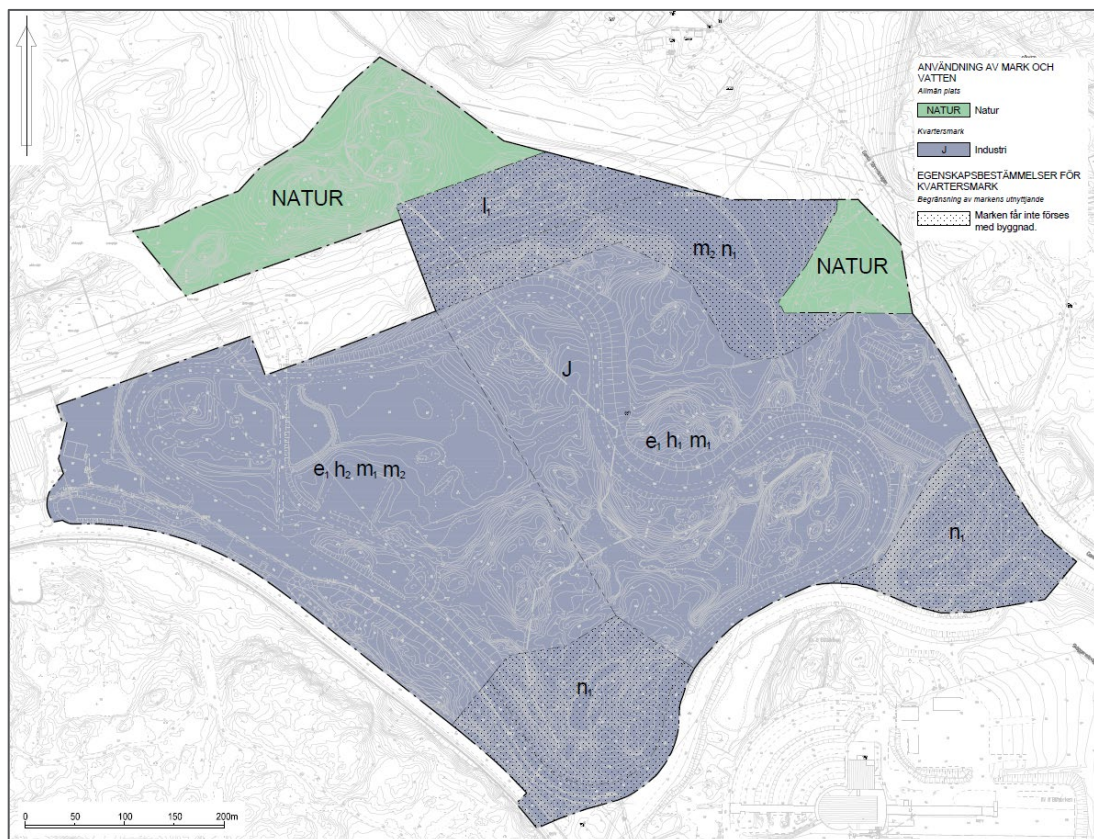 ANVÄNDNING AV MARK OCH
VATTEN
Allmän plats
NATUR Natur
Kvartersmark
J Industri
EGENSKAPSBESTÄMMELSER FÖR
KVARTERSMARK
Begränsning av markens utnyttjande
Marken får inte förses
med byggnad.
NATUR
l₁
m₂ n₁
NATUR
J
e₁ h₁ m₁
e₁ h₂ m₁ m₂
n₁
n₁
0 50 100 150 200m